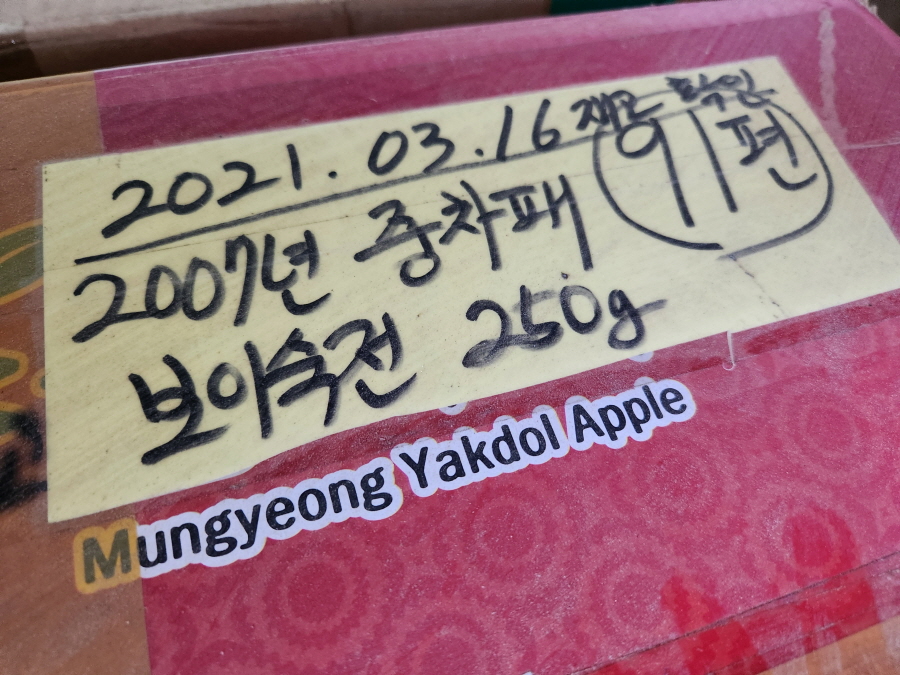 2021.03.16 재고 확인
2007년 중차패 91편
보이숙전 250g
Mungyeong Yakdol Apple